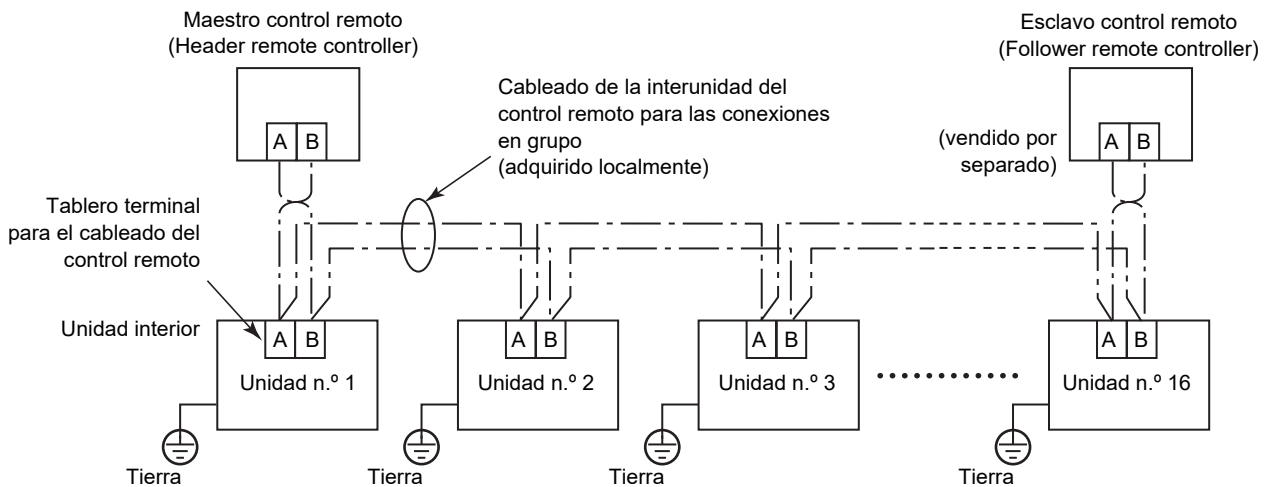 Maestro control remoto
(Header remote controller)
Esclavo control remoto
(Follower remote controller)
Cableado de la interunidad del
control remoto para las conexiones
en grupo
(adquirido localmente)
(vendido por
separado)
A B
A B
Tablero terminal
para el cableado del
control remoto
Unidad interior
A B
A B
A B
A B
Unidad n.º 1
Unidad n.º 2
Unidad n.º 3
Unidad n.º 16
Tierra
Tierra
Tierra
Tierra